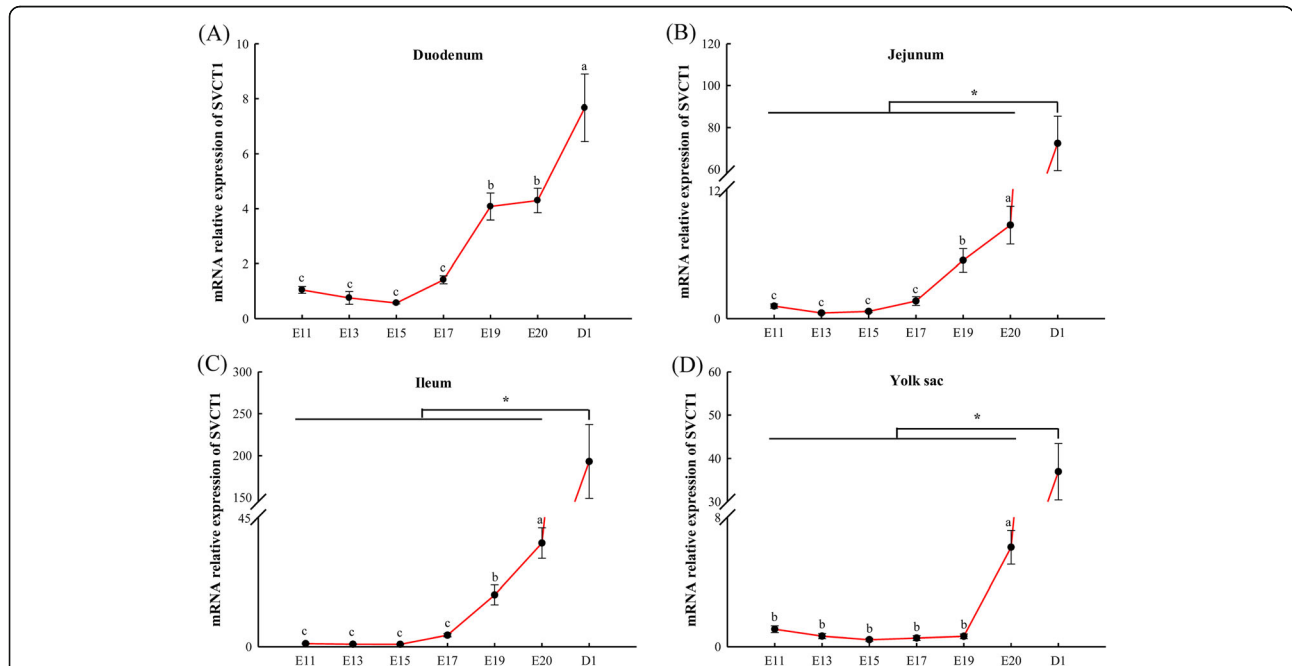 (A)
Duodenum
mRNA relative expression of SVCT1
10
8
6
4
2
0
c c c c b b a
E11 E13 E15 E17 E19 E20 D1
(B)
Jejunum
mRNA relative expression of SVCT1
120
100
80
60
12
0
*
c c c c b a
E11 E13 E15 E17 E19 E20 D1
(C)
Ileum
mRNA relative expression of SVCT1
300
250
200
150
45
0
*
c c c c b a
E11 E13 E15 E17 E19 E20 D1
(D)
Yolk sac
mRNA relative expression of SVCT1
60
50
40
30
8
0
*
b b b b b a
E11 E13 E15 E17 E19 E20 D1